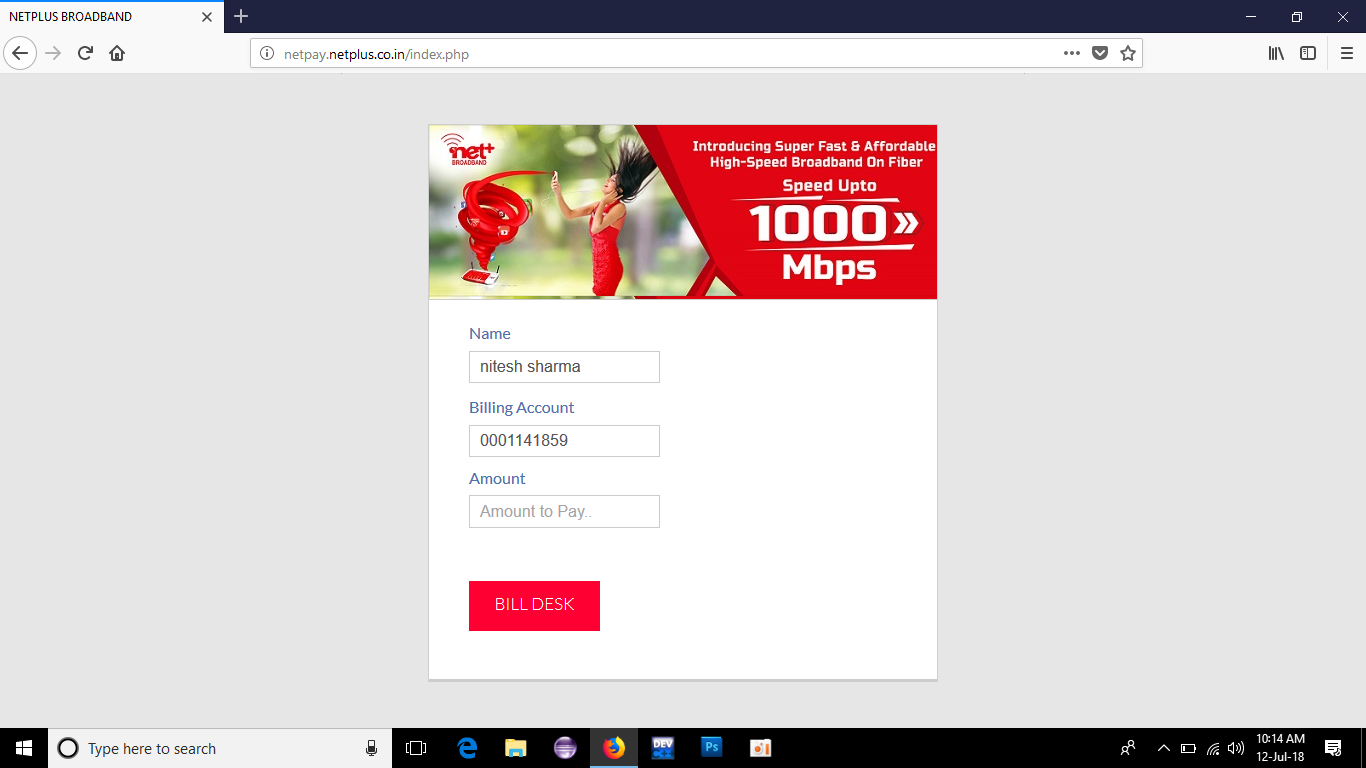 NETPLUS BROADBAND
netpay.netplus.co.in/index.php
net+
BROADBAND
Introducing Super Fast & Affordable
High-Speed Broadband On Fiber
Speed Upto
1000
Mbps
Name
nitesh sharma
Billing Account
0001141859
Amount
Amount to Pay..
BILL DESK
Type here to search
DEV
Ps
10:14 AM
12-Jul-18